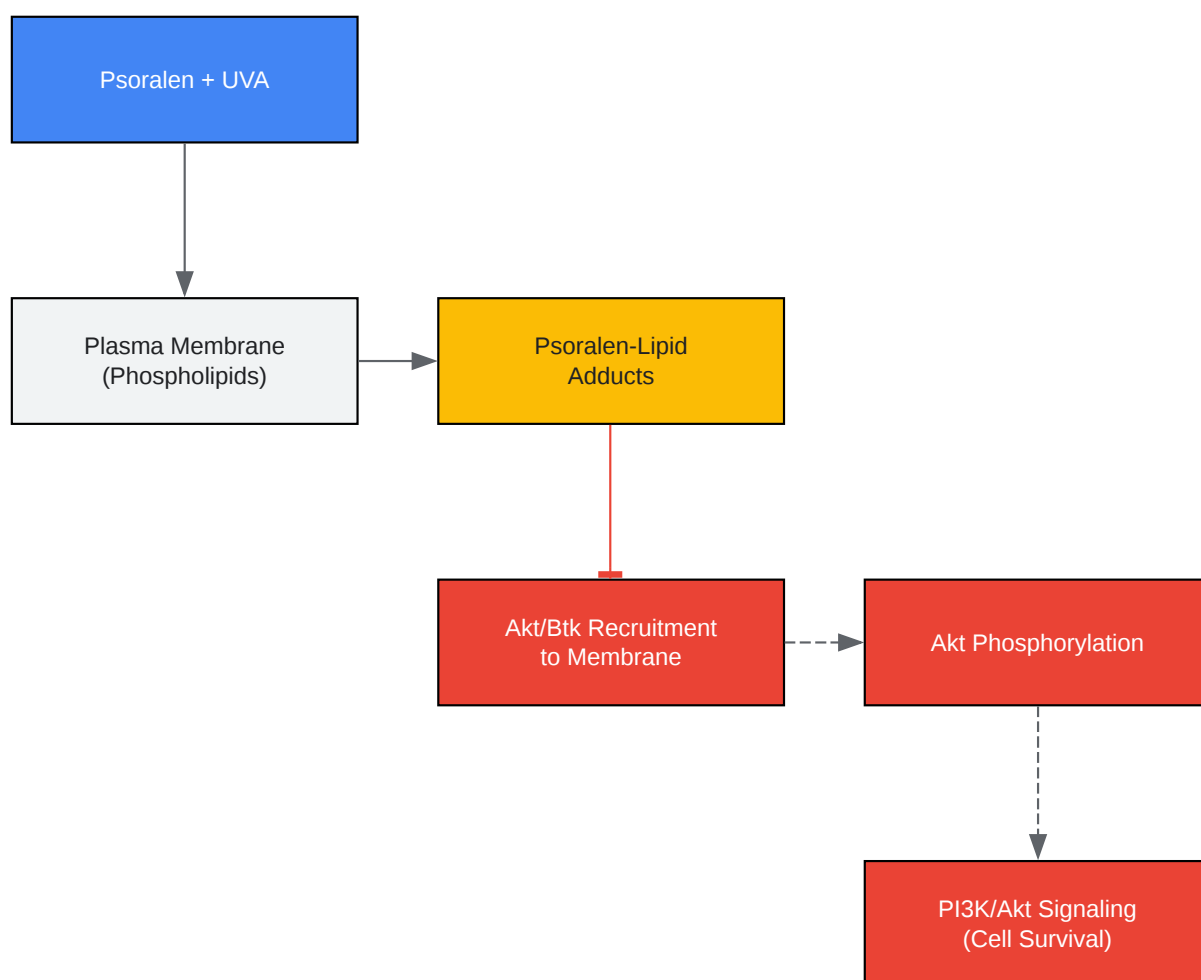 Psoralen + UVA
Plasma Membrane
(Phospholipids)
Psoralen-Lipid
Adducts
Akt/Btk Recruitment
to Membrane
Akt Phosphorylation
PI3K/Akt Signaling
(Cell Survival)